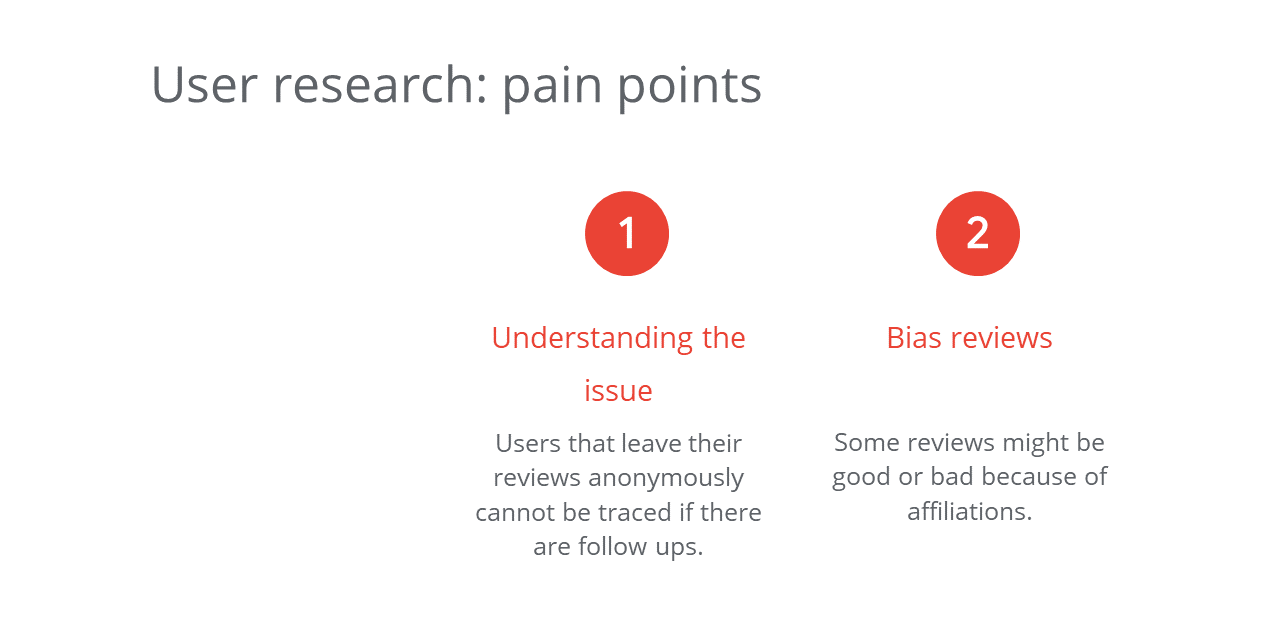 User research: pain points
1
Understanding the
issue
Users that leave their
reviews anonymously
cannot be traced if there
are follow ups.
2
Bias reviews
Some reviews might be
good or bad because of
affiliations.